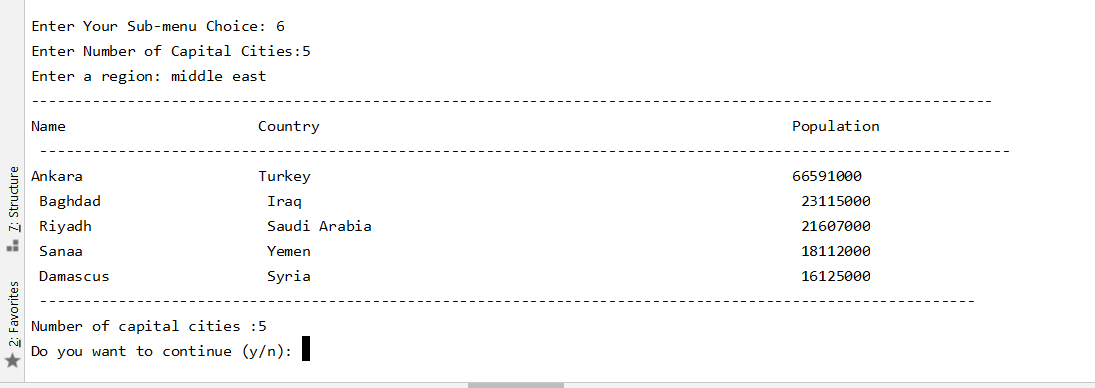 Enter Your Sub-menu Choice: 6
Enter Number of Capital Cities:5
Enter a region: middle east
--------------------------------------------------------------------------------------------------------------
Name                      Country                                                      Population
 ---------------------------------------------------------------------------------------------------------------
Ankara                    Turkey                                                       66591000
 Baghdad                   Iraq                                                         23115000
 Riyadh                    Saudi Arabia                                                 21607000
 Sanaa                     Yemen                                                        18112000
 Damascus                  Syria                                                        16125000
 -----------------------------------------------------------------------------------------------------------
Number of capital cities :5
Do you want to continue (y/n):
7: Structure
2: Favorites